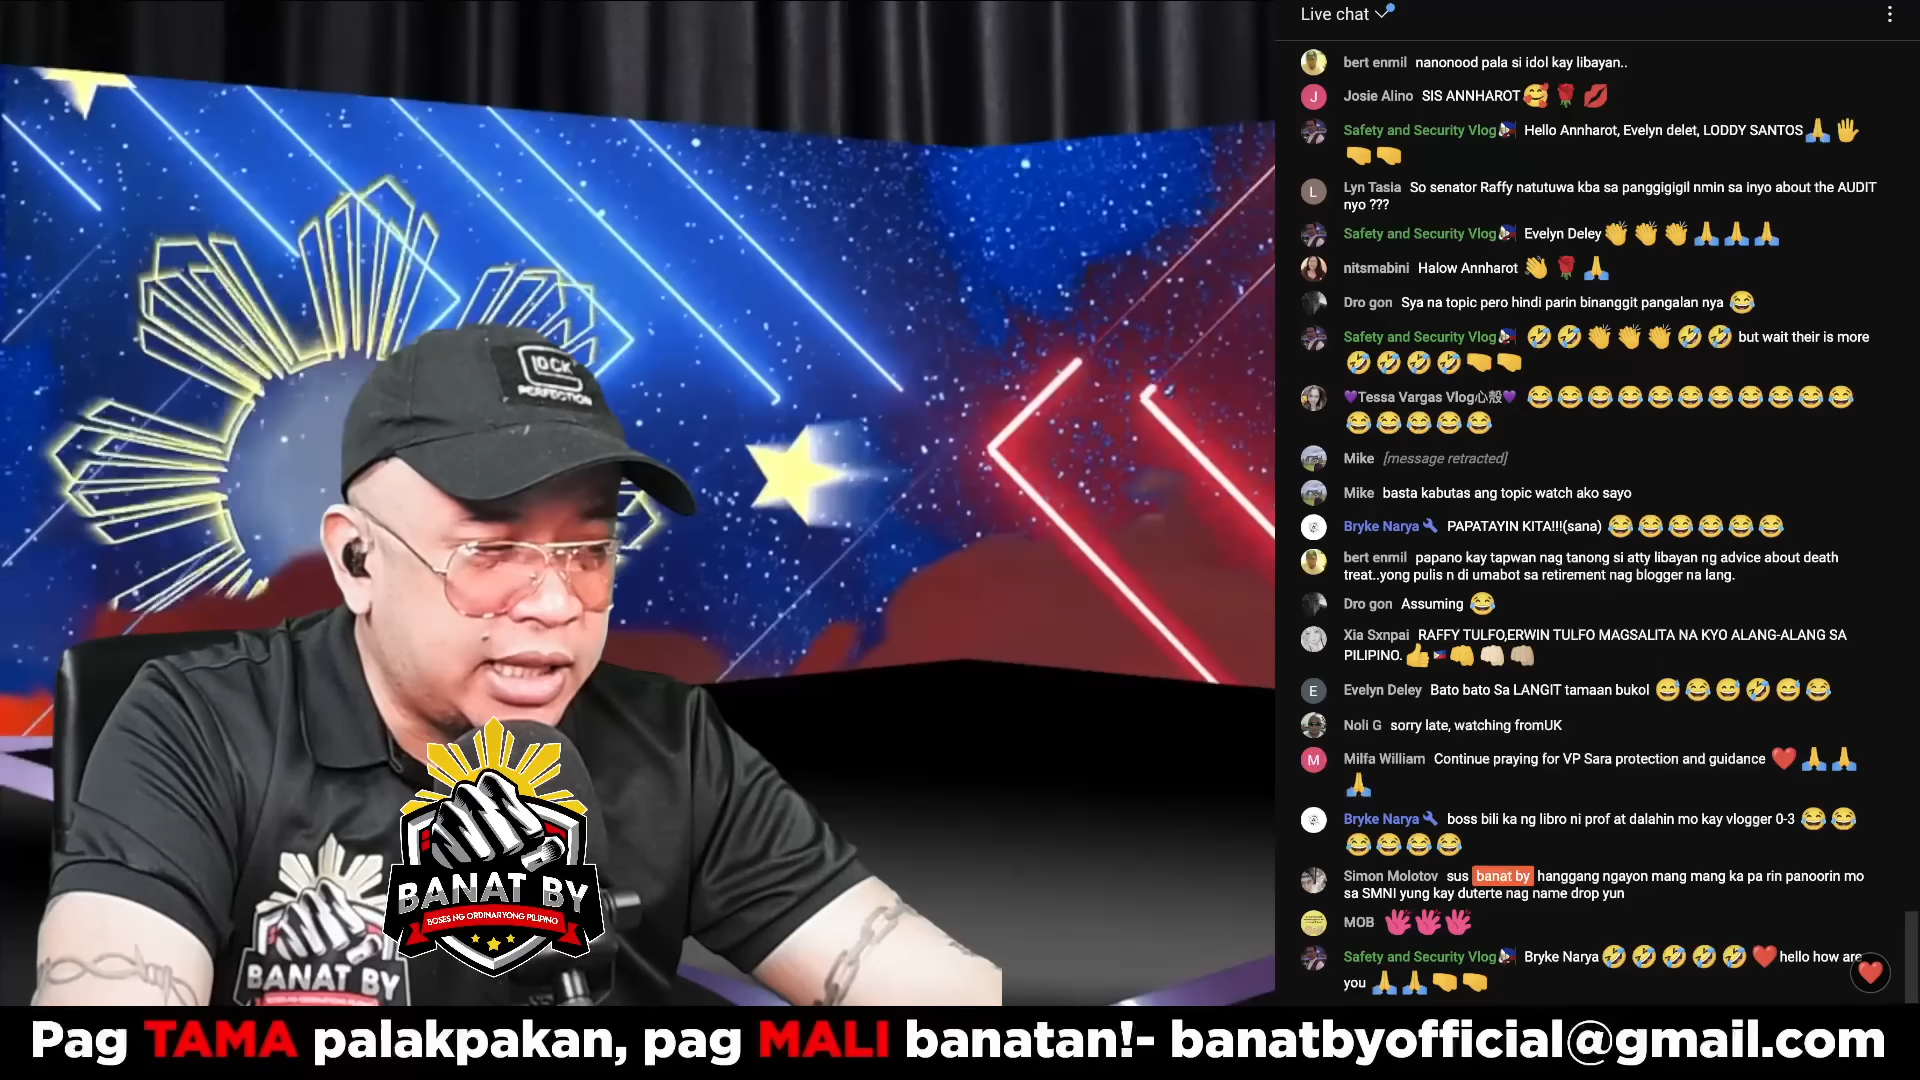 Live chat
bert enmil nanonood pala si idol kay libayan..
J Josie Alino SIS ANNHAROT🥰🌹💋
Safety and Security Vlog Hello Annharot, Evelyn delet, LODDY SANTOS🙏🖐
🤜🤜
L Lyn Tasia So senator Raffy natutuwa kba sa panggigigil nmin sa inyo about the AUDIT
nyo ???
Safety and Security Vlog Evelyn Deley👏👏👏🙏🙏🙏
nitsmabini Halow Annharot 👋🌹🙏
Dro gon Sya na topic pero hindi parin binanggit pangalan nya 😂
Safety and Security Vlog 🤣🤣👏👏👏🤣🤣 but wait their is more
🤣🤣🤣🤣🤜🤜
💜Tessa Vargas Vlog心殼💜 😂😂😂😂😂😂😂😂😂😂😂
😂😂😂😂😂
Mike [message retracted]
Mike basta kabutas ang topic watch ako sayo
Bryke Narya PAPATAYIN KITA!!!(sana) 😂😂😂😂😂😂
bert enmil papano kay tapwan nag tanong si atty libayan ng advice about death
treat..yong pulis n di umabot sa retirement nag blogger na lang.
Dro gon Assuming 😂
Xia Sxnpai RAFFY TULFO,ERWIN TULFO MAGSALITA NA KYO ALANG-ALANG SA
PILIPINO.👍🇵🇭👊👊🏻👊🏼
E Evelyn Deley Bato bato Sa LANGIT tamaan bukol 😅😂😅🤣😅😂
Noli G sorry late, watching fromUK
M Milfa William Continue praying for VP Sara protection and guidance ❤️🙏🙏
🙏
Bryke Narya boss bili ka ng libro ni prof at dalahin mo kay vlogger 0-3 😂😂
😂😂😂😂
Simon Molotov sus banat by hanggang ngayon mang mang ka pa rin panoorin mo
sa SMNI yung kay duterte nag name drop yun
MOB
Safety and Security Vlog Bryke Narya🤣🤣🤣🤣🤣❤️hello how are
you 🙏🙏🤜🤜
PERFECTION
BANAT BY
BOSES NG ORDINARYONG PILIPINO
BANAT BY
Pag TAMA palakpakan, pag MALI banatan!- banatbyofficial@gmail.com